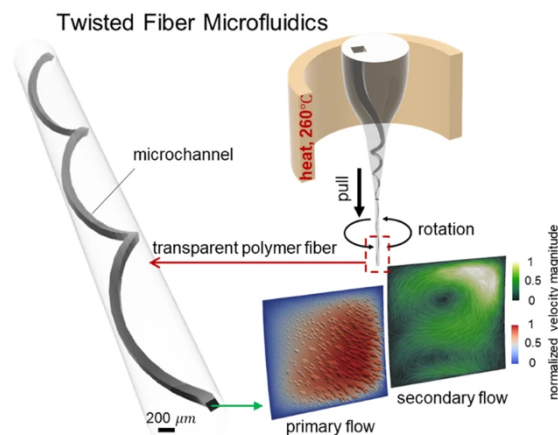 Twisted Fiber Microfluidics
heat, 260°C
microchannel
pull
rotation
transparent polymer fiber
1
0.5
0
1
0.5
0
normalized velocity magnitude
secondary flow
primary flow
200 μm